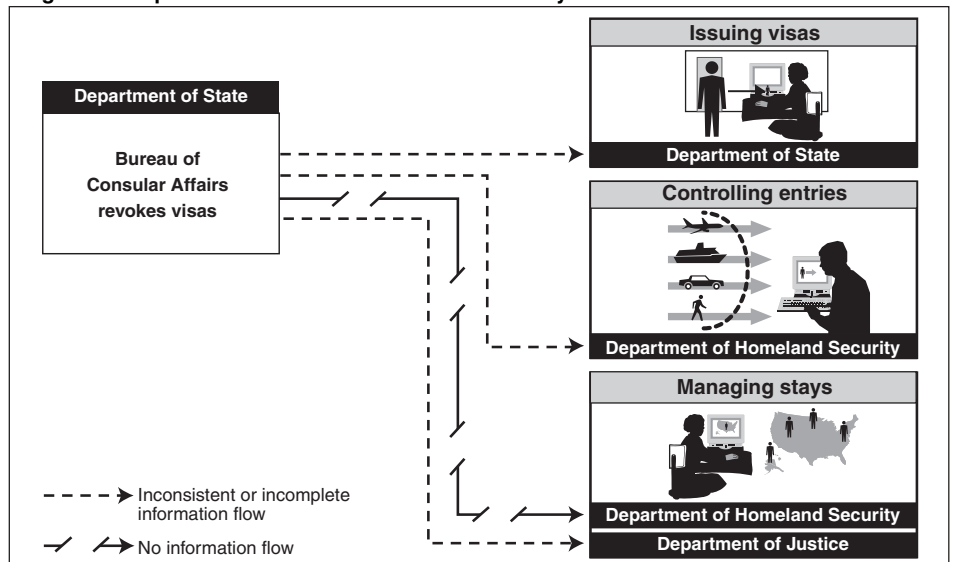 Department of State
Bureau of
Consular Affairs
revokes visas
Issuing visas
Department of State
Controlling entries
Department of Homeland Security
Managing stays
Department of Homeland Security
Department of Justice
Inconsistent or incomplete
information flow
No information flow